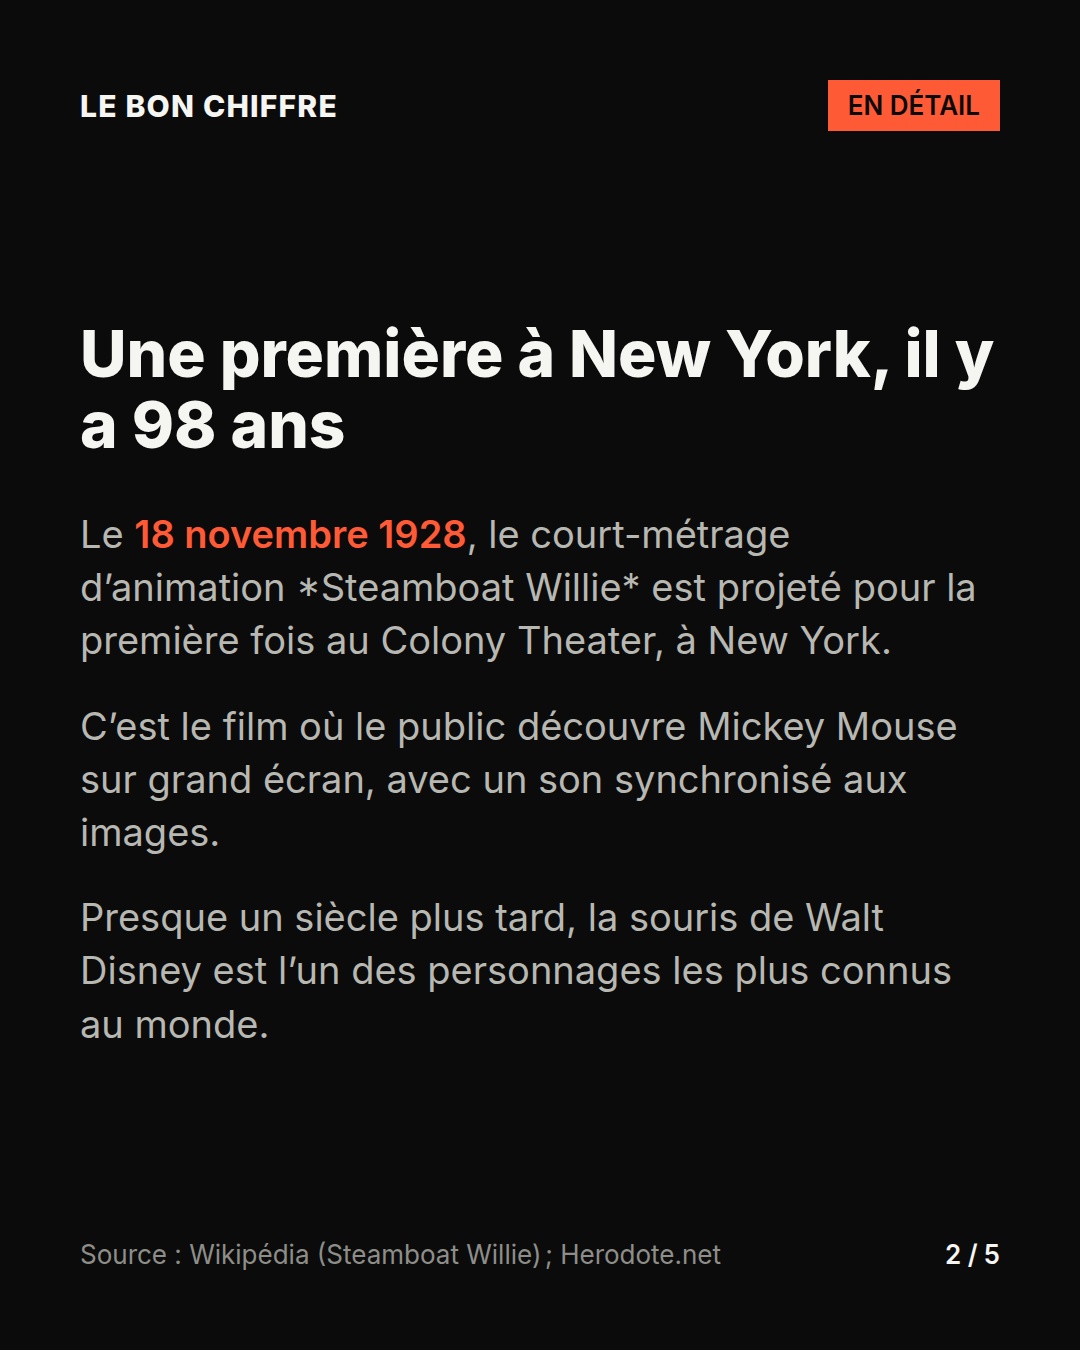 LE BON CHIFFRE
EN DÉTAIL
Une première à New York, il y
a 98 ans
Le 18 novembre 1928, le court-métrage
d’animation *Steamboat Willie* est projeté pour la
première fois au Colony Theater, à New York.
C’est le film où le public découvre Mickey Mouse
sur grand écran, avec un son synchronisé aux
images.
Presque un siècle plus tard, la souris de Walt
Disney est l’un des personnages les plus connus
au monde.
Source : Wikipédia (Steamboat Willie) ; Herodote.net
2 / 5